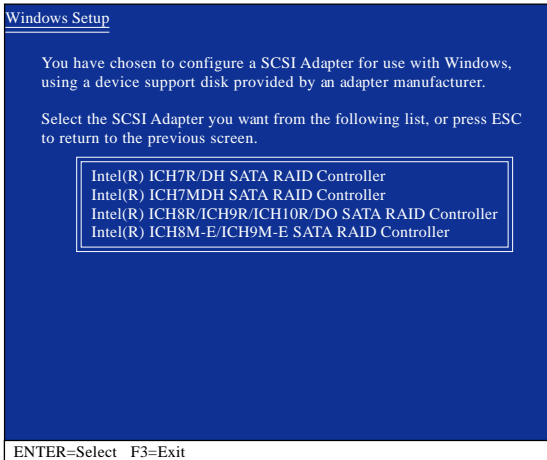 Windows Setup
You have chosen to configure a SCSI Adapter for use with Windows,
using a device support disk provided by an adapter manufacturer.
Select the SCSI Adapter you want from the following list, or press ESC
to return to the previous screen.
Intel(R) ICH7R/DH SATA RAID Controller
Intel(R) ICH7MDH SATA RAID Controller
Intel(R) ICH8R/ICH9R/ICH10R/DO SATA RAID Controller
Intel(R) ICH8M-E/ICH9M-E SATA RAID Controller
ENTER=Select F3=Exit